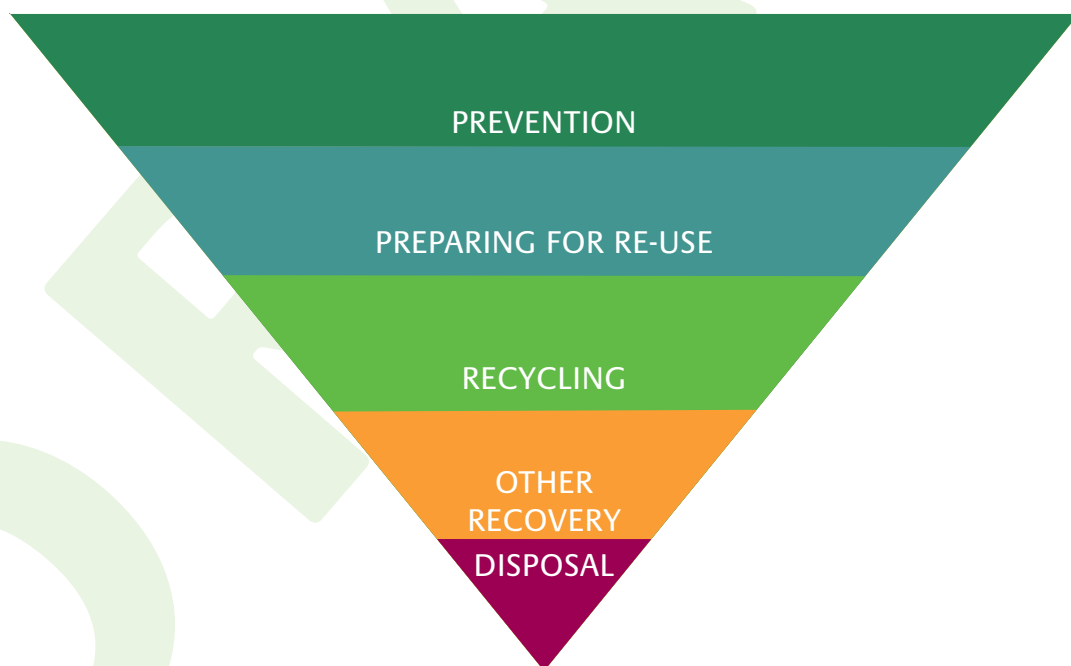 PREVENTION
PREPARING FOR RE-USE
RECYCLING
OTHER
RECOVERY
DISPOSAL